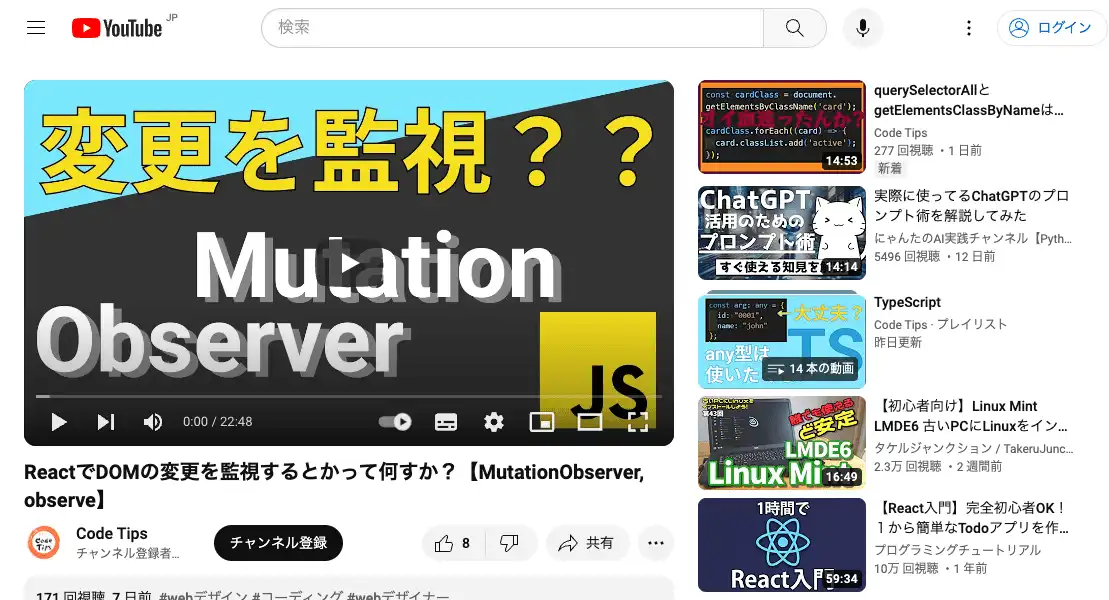 YouTube JP
検索
ログイン
変更を監視？？
Mutation
Observer
JS
0:00 / 22:48
ReactでDOMの変更を監視するとかって何すか？【MutationObserver,
observe】
Code Tips
Code Tips
チャンネル登録者…
チャンネル登録
8
共有
171 回視聴 7 日前 #webデザイン #コーディング #webデザイナー
const cardClass = document.
getElementsByClassName('card');
cardClass.forEach((card) => {
card.classList.add('active');
});
14:53
querySelectorAllと
getElementsClassByNameは…
Code Tips
277 回視聴 ・1 日前
新着
ChatGPT
活用のための
プロンプト術
すぐ使える知見を
14:14
実際に使ってるChatGPTのプロ
ンプト術を解説してみた
にゃんたのAI実践チャンネル【Pyth…
5496 回視聴 ・12 日前
const arg: any = {
id: "0001",
name: "john"
};
大丈夫？
TS
any型は
使いた
14 本の動画
TypeScript
Code Tips · プレイリスト
昨日更新
第43回
誰でも使える
ど安定
LMDE6
Linux Mint
16:49
【初心者向け】Linux Mint
LMDE6 古いPCにLinuxをイン…
タケルジャンクション / TakeruJunc…
2.3万 回視聴 ・2 週間前
1時間で
React入門
59:34
【React入門】完全初心者OK！
１から簡単なTodoアプリを作…
プログラミングチュートリアル
10万 回視聴 ・1 年前